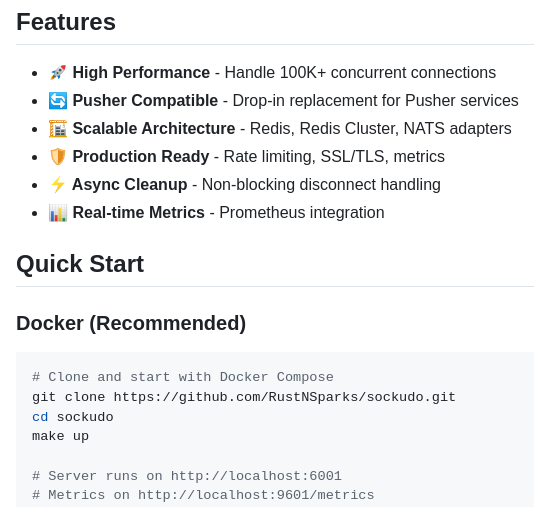 Features
🚀 High Performance - Handle 100K+ concurrent connections
🔄 Pusher Compatible - Drop-in replacement for Pusher services
🏗️ Scalable Architecture - Redis, Redis Cluster, NATS adapters
🛡️ Production Ready - Rate limiting, SSL/TLS, metrics
⚡ Async Cleanup - Non-blocking disconnect handling
📊 Real-time Metrics - Prometheus integration
Quick Start
Docker (Recommended)
# Clone and start with Docker Compose
git clone https://github.com/RustNSparks/sockudo.git
cd sockudo
make up
# Server runs on http://localhost:6001
# Metrics on http://localhost:9601/metrics